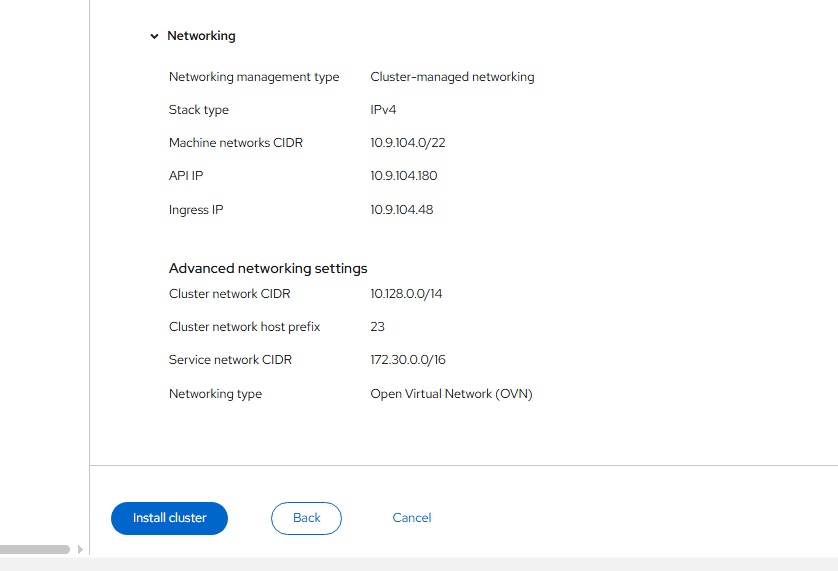 Networking
Networking management type Cluster-managed networking
Stack type IPv4
Machine networks CIDR 10.9.104.0/22
API IP 10.9.104.180
Ingress IP 10.9.104.48
Advanced networking settings
Cluster network CIDR 10.128.0.0/14
Cluster network host prefix 23
Service network CIDR 172.30.0.0/16
Networking type Open Virtual Network (OVN)
Install cluster Back Cancel